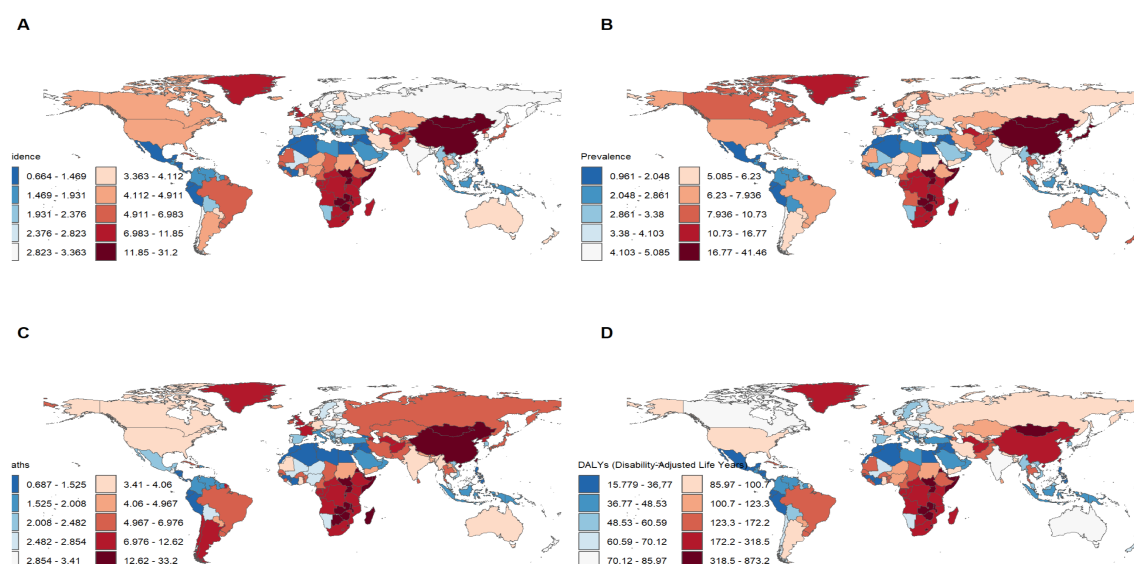 A
B
idence
0.664 - 1.469
3.363 - 4.112
1.469 - 1.931
4.112 - 4.911
1.931 - 2.376
4.911 - 6.983
2.376 - 2.823
6.983 - 11.85
2.823 - 3.363
11.85 - 31.2
Prevalence
0.961 - 2.048
5.085 - 6.23
2.048 - 2.861
6.23 - 7.936
2.861 - 3.38
7.936 - 10.73
3.38 - 4.103
10.73 - 16.77
4.103 - 5.085
16.77 - 41.46
C
D
aths
0.687 - 1.525
3.41 - 4.06
1.525 - 2.008
4.06 - 4.967
2.008 - 2.482
4.967 - 6.976
2.482 - 2.854
6.976 - 12.62
2.854 - 3.41
12.62 - 33.2
DALYs (Disability-Adjusted Life Years)
15.779 - 36,77
85.97 - 100.7
36.77 - 48.53
100.7 - 123.3
48.53 - 60.59
123.3 - 172.2
60.59 - 70.12
172.2 - 318.5
70.12 - 85.97
318.5 - 873.2